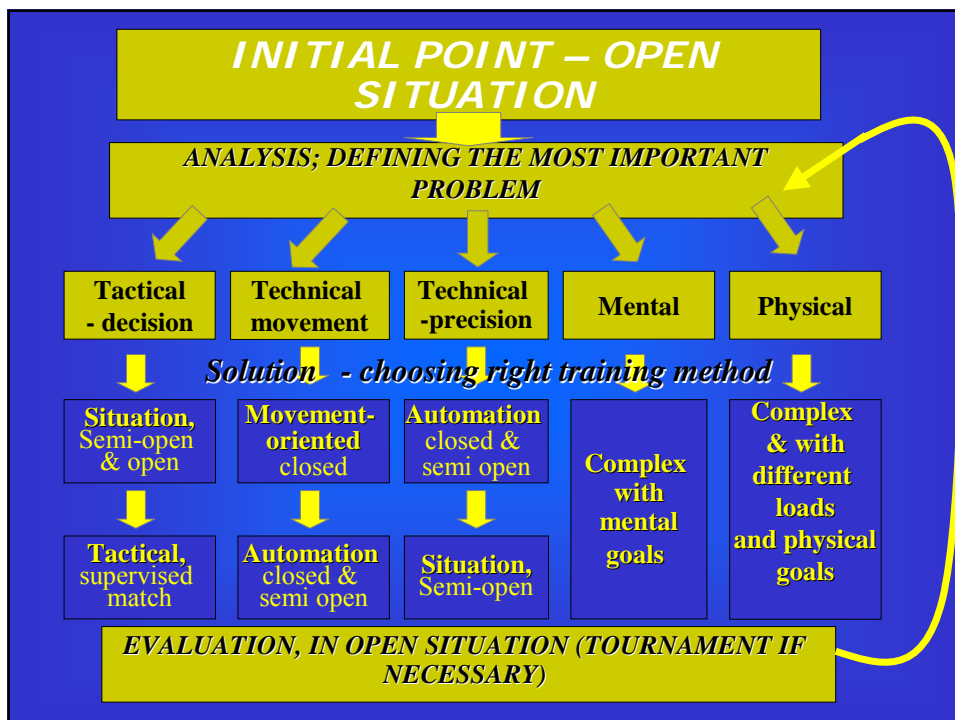 INITIAL POINT – OPEN
SITUATION
ANALYSIS; DEFINING THE MOST IMPORTANT
PROBLEM
Tactical
- decision
Technical
movement
Technical
-precision
Mental
Physical
Solution - choosing right training method
Situation,
Semi-open
& open
Movement-
oriented
closed
Automation
closed &
semi open
Complex
with
mental
goals
Complex
& with
different
loads
and physical
goals
Tactical,
supervised
match
Automation
closed &
semi open
Situation,
Semi-open
EVALUATION, IN OPEN SITUATION (TOURNAMENT IF
NECESSARY)